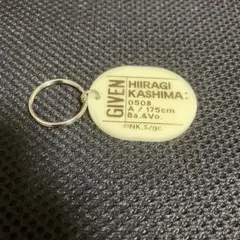 GIVEN
HIIRAGI
KASHIMA:
0508
A / 175cm
Ba.&Vo.
©NK,S/gc